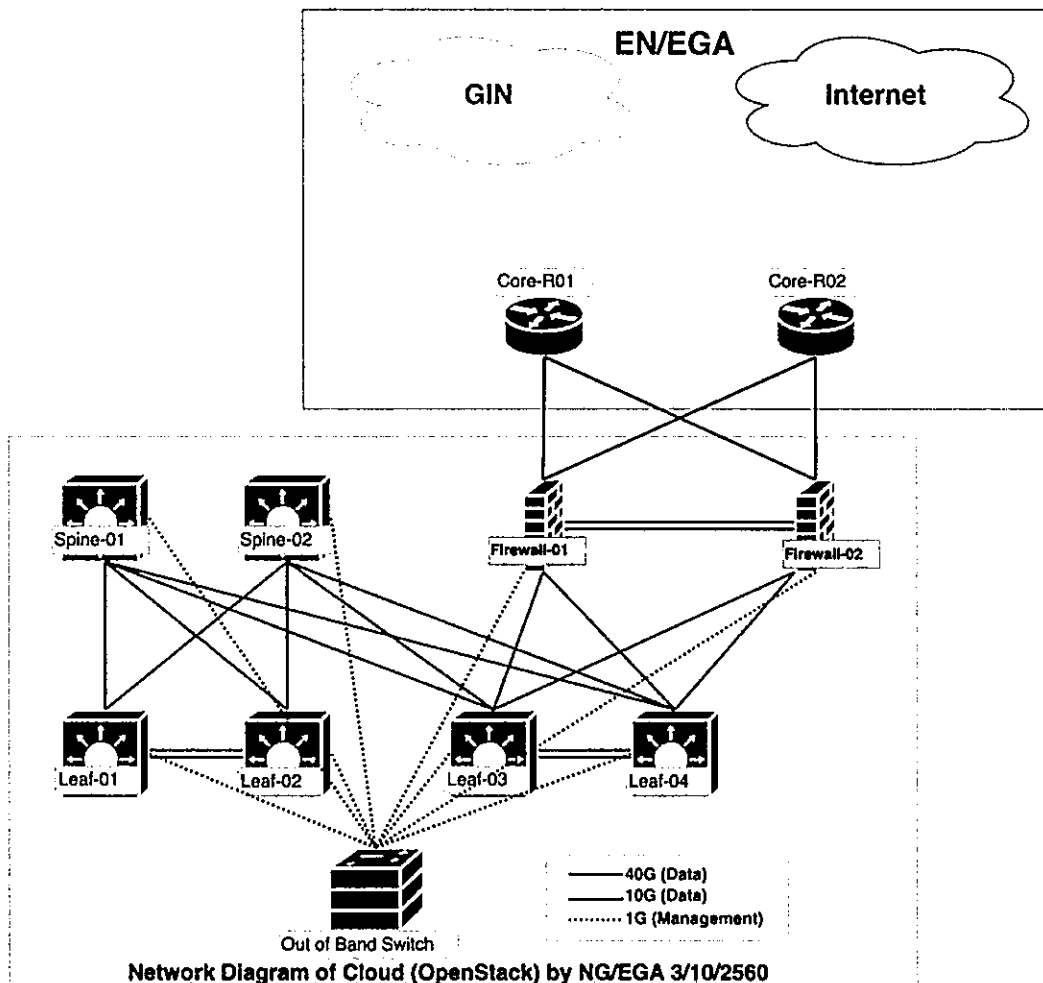 EN/EGA
GIN
Internet
Core-R01
Core-R02
Spine-01
Spine-02
Firewall-01
Firewall-02
Leaf-01
Leaf-02
Leaf-03
Leaf-04
Out of Band Switch
40G (Data)
10G (Data)
1G (Management)
Network Diagram of Cloud (OpenStack) by NG/EGA 3/10/2560